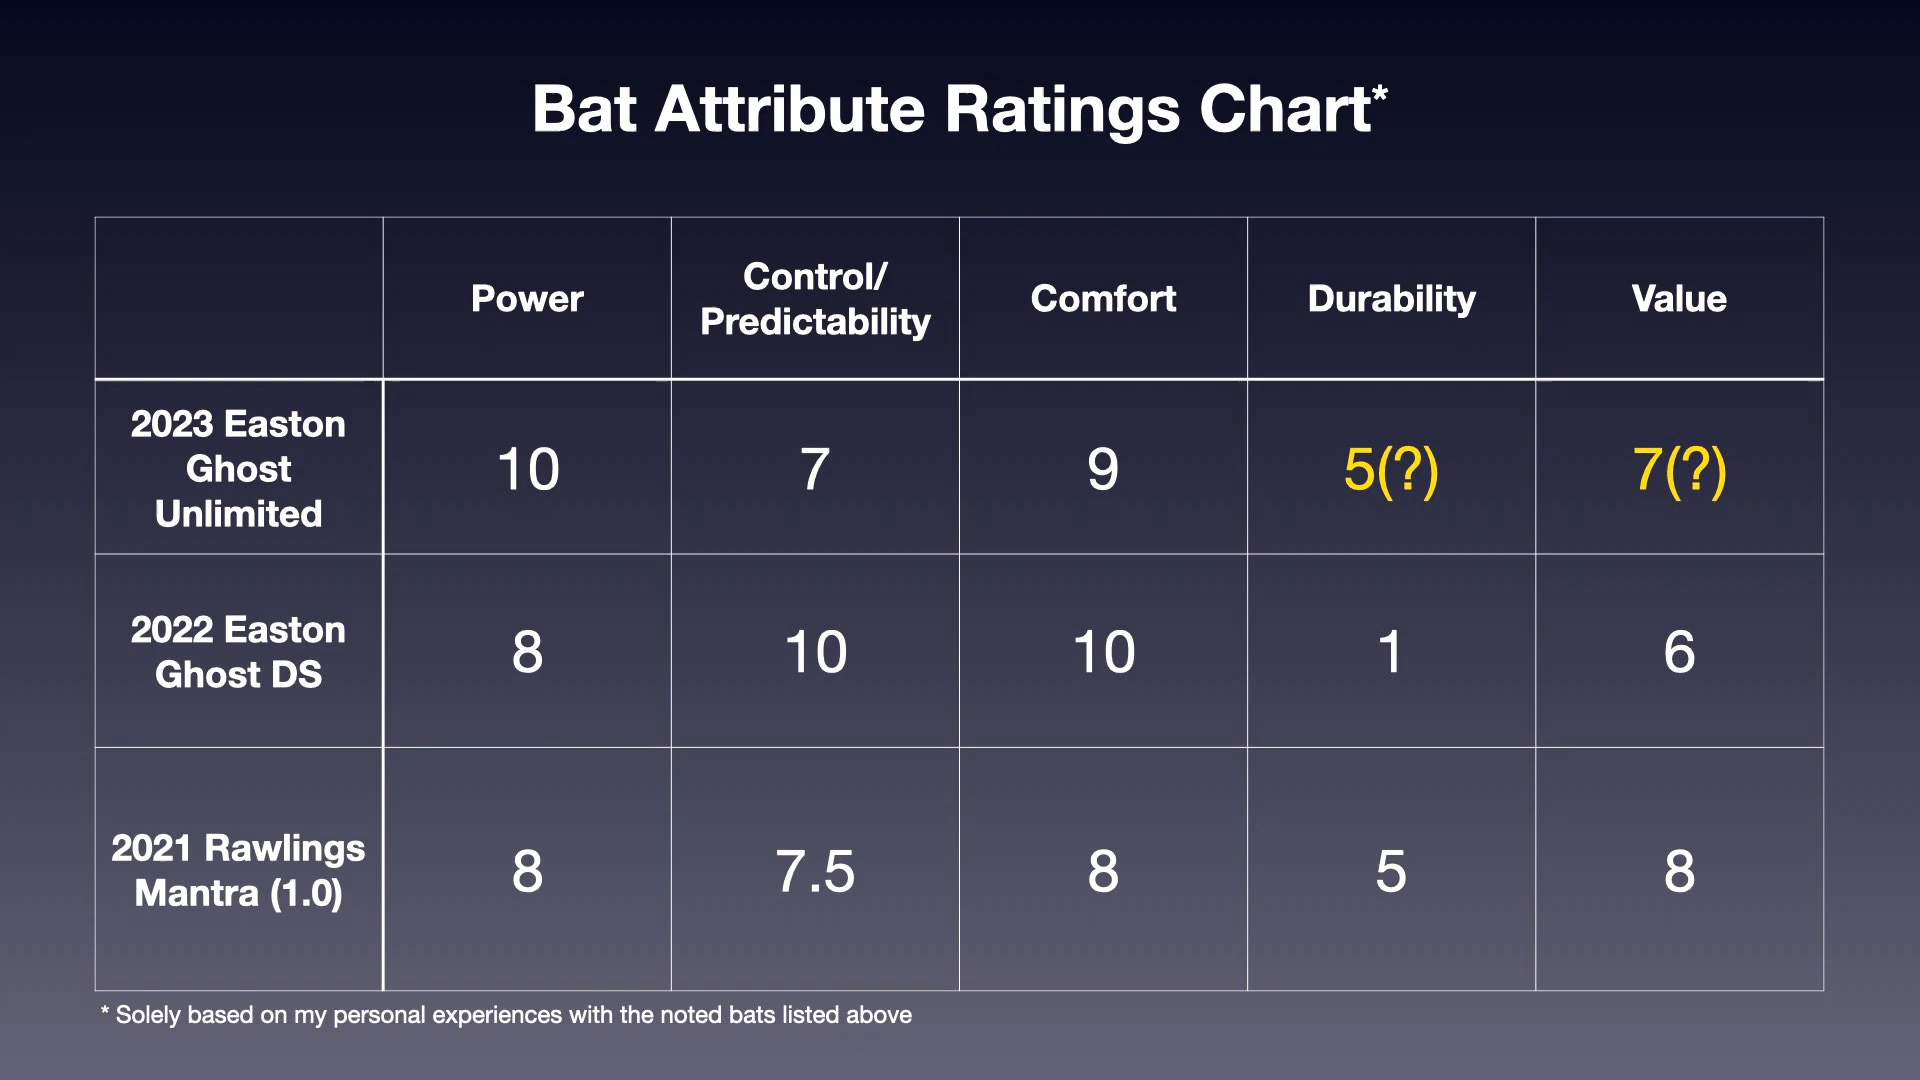 Bat Attribute Ratings Chart*
Power
Control/
Predictability
Comfort
Durability
Value
2023 Easton
Ghost
Unlimited
10
7
9
5(?)
7(?)
2022 Easton
Ghost DS
8
10
10
1
6
2021 Rawlings
Mantra (1.0)
8
7.5
8
5
8
* Solely based on my personal experiences with the noted bats listed above